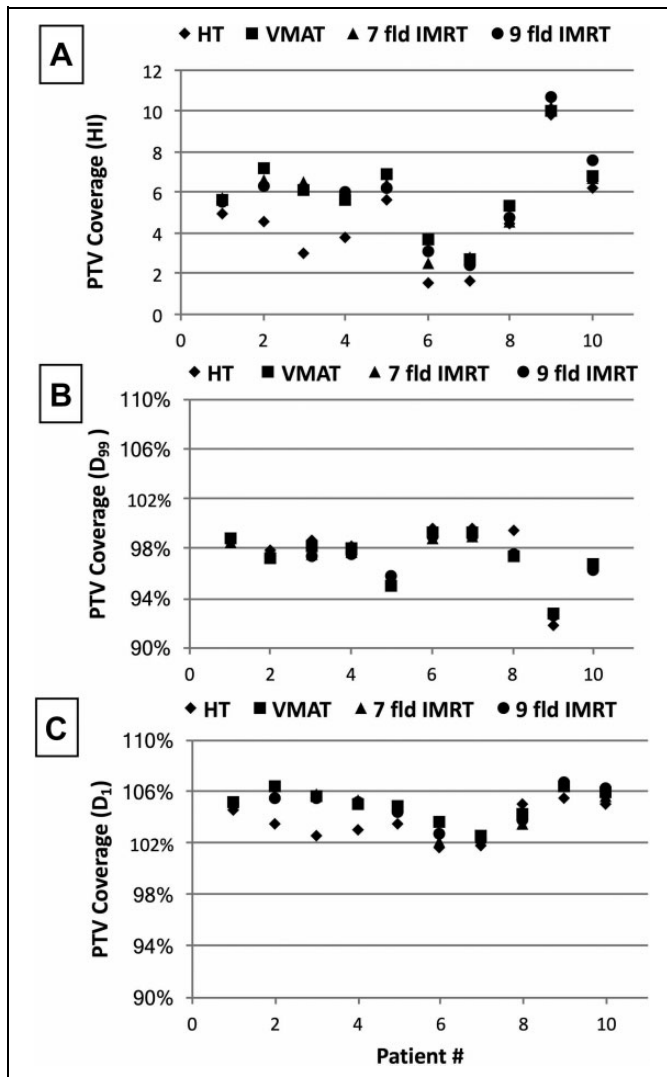 A
◆ HT ■ VMAT ▲ 7 fld IMRT ● 9 fld IMRT
PTV Coverage (HI)
12
10
8
6
4
2
0
0 2 4 6 8 10
B
◆ HT ■ VMAT ▲ 7 fld IMRT ● 9 fld IMRT
PTV Coverage (D99)
110%
106%
102%
98%
94%
90%
0 2 4 6 8 10
C
◆ HT ■ VMAT ▲ 7 fld IMRT ● 9 fld IMRT
PTV Coverage (D1)
110%
106%
102%
98%
94%
90%
0 2 4 6 8 10
Patient #